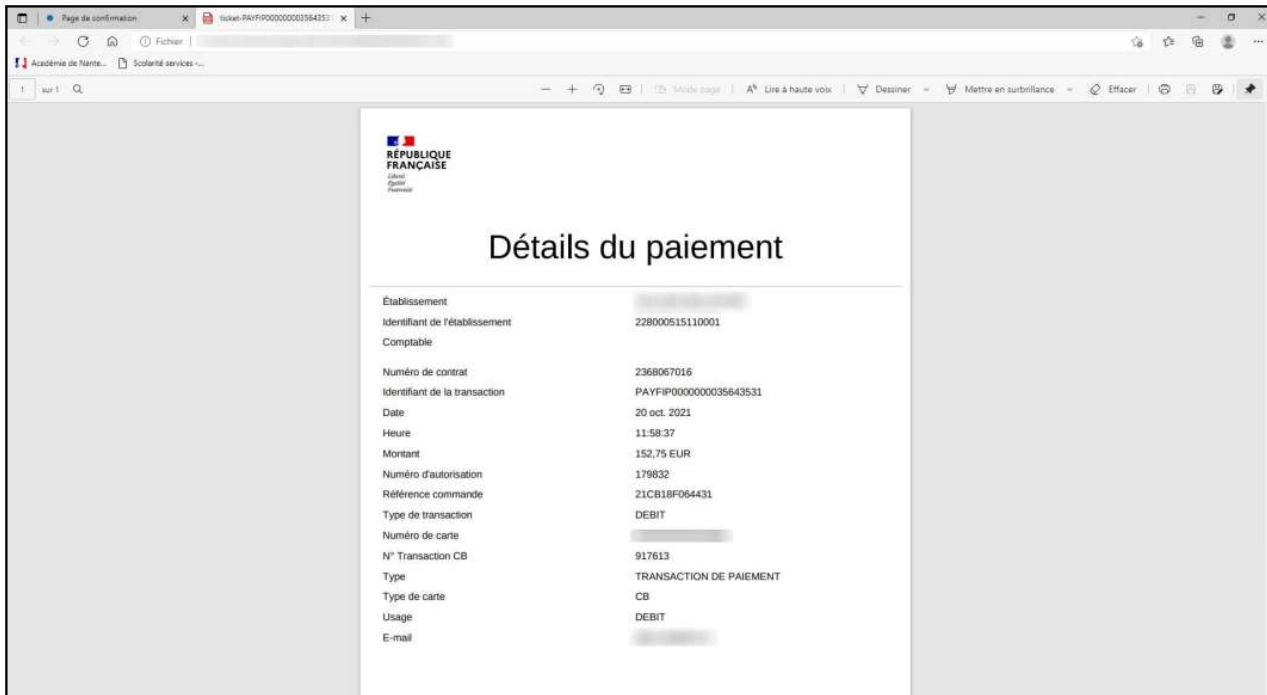 Page de confirmation
ticket-PAYFIP0000000035643531
Fichier
Académie de Nante...
Scolarité services -...
1 sur 1
Mode page
Lire à haute voix
Dessiner
Mettre en surbrillance
Effacer
RÉPUBLIQUE
FRANÇAISE
Liberté
Égalité
Fraternité
Détails du paiement
Établissement
Identifiant de l'établissement 228000515110001
Comptable
Numéro de contrat 2368067016
Identifiant de la transaction PAYFIP0000000035643531
Date 20 oct. 2021
Heure 11:58:37
Montant 152,75 EUR
Numéro d'autorisation 179832
Référence commande 21CB18F064431
Type de transaction DEBIT
Numéro de carte
N° Transaction CB 917613
Type TRANSACTION DE PAIEMENT
Type de carte CB
Usage DEBIT
E-mail